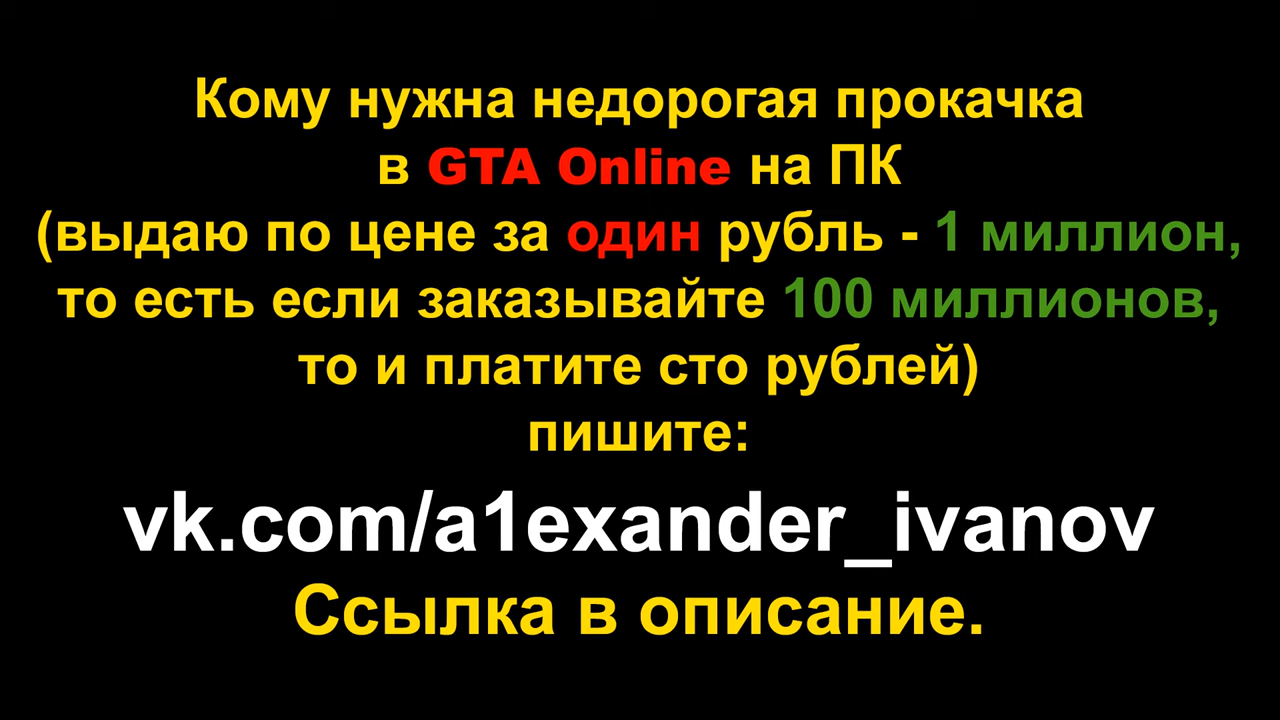 Кому нужна недорогая прокачка
в GTA Online на ПК
(выдаю по цене за один рубль - 1 миллион,
то есть если заказывайте 100 миллионов,
то и платите сто рублей)
пишите:
vk.com/a1exander_ivanov
Ссылка в описание.